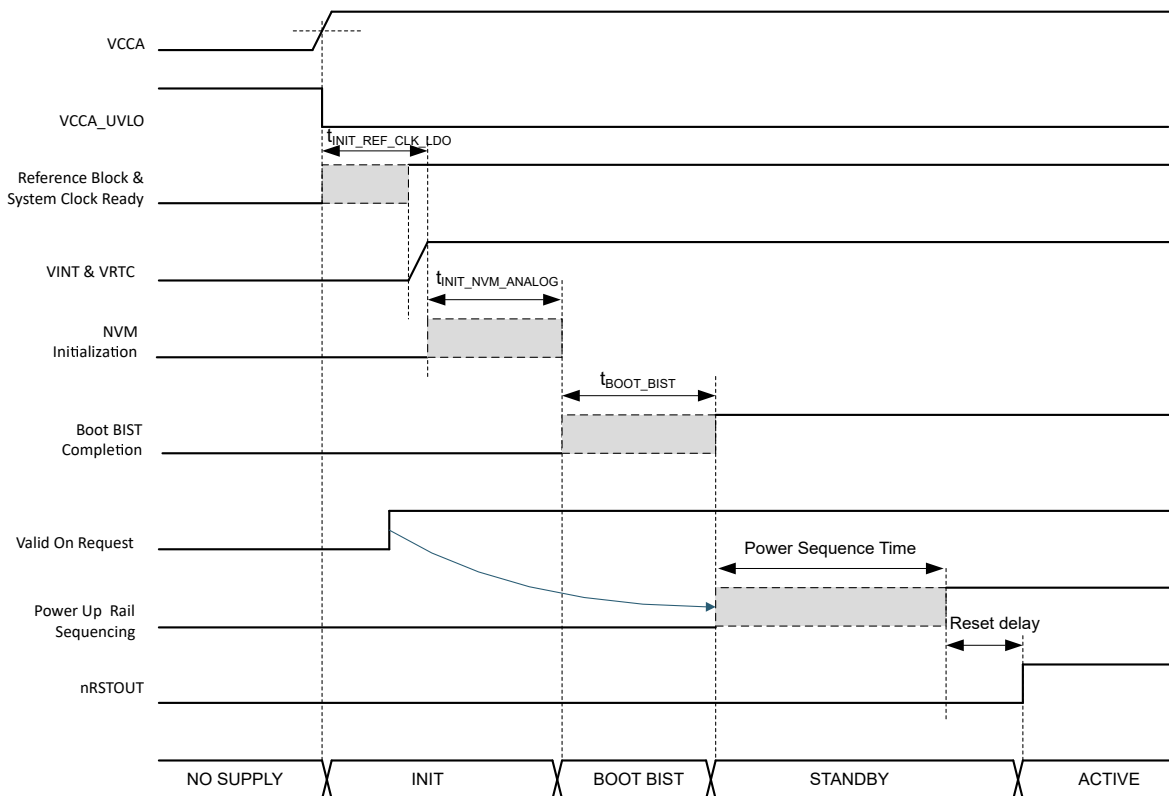 VCCA
VCCA_UVLO
tINIT_REF_CLK_LDO
Reference Block &
System Clock Ready
VINT & VRTC
tINIT_NVM_ANALOG
NVM
Initialization
tBOOT_BIST
Boot BIST
Completion
Valid On Request
Power Sequence Time
Power Up Rail
Sequencing
Reset delay
nRSTOUT
NO SUPPLY
INIT
BOOT BIST
STANDBY
ACTIVE